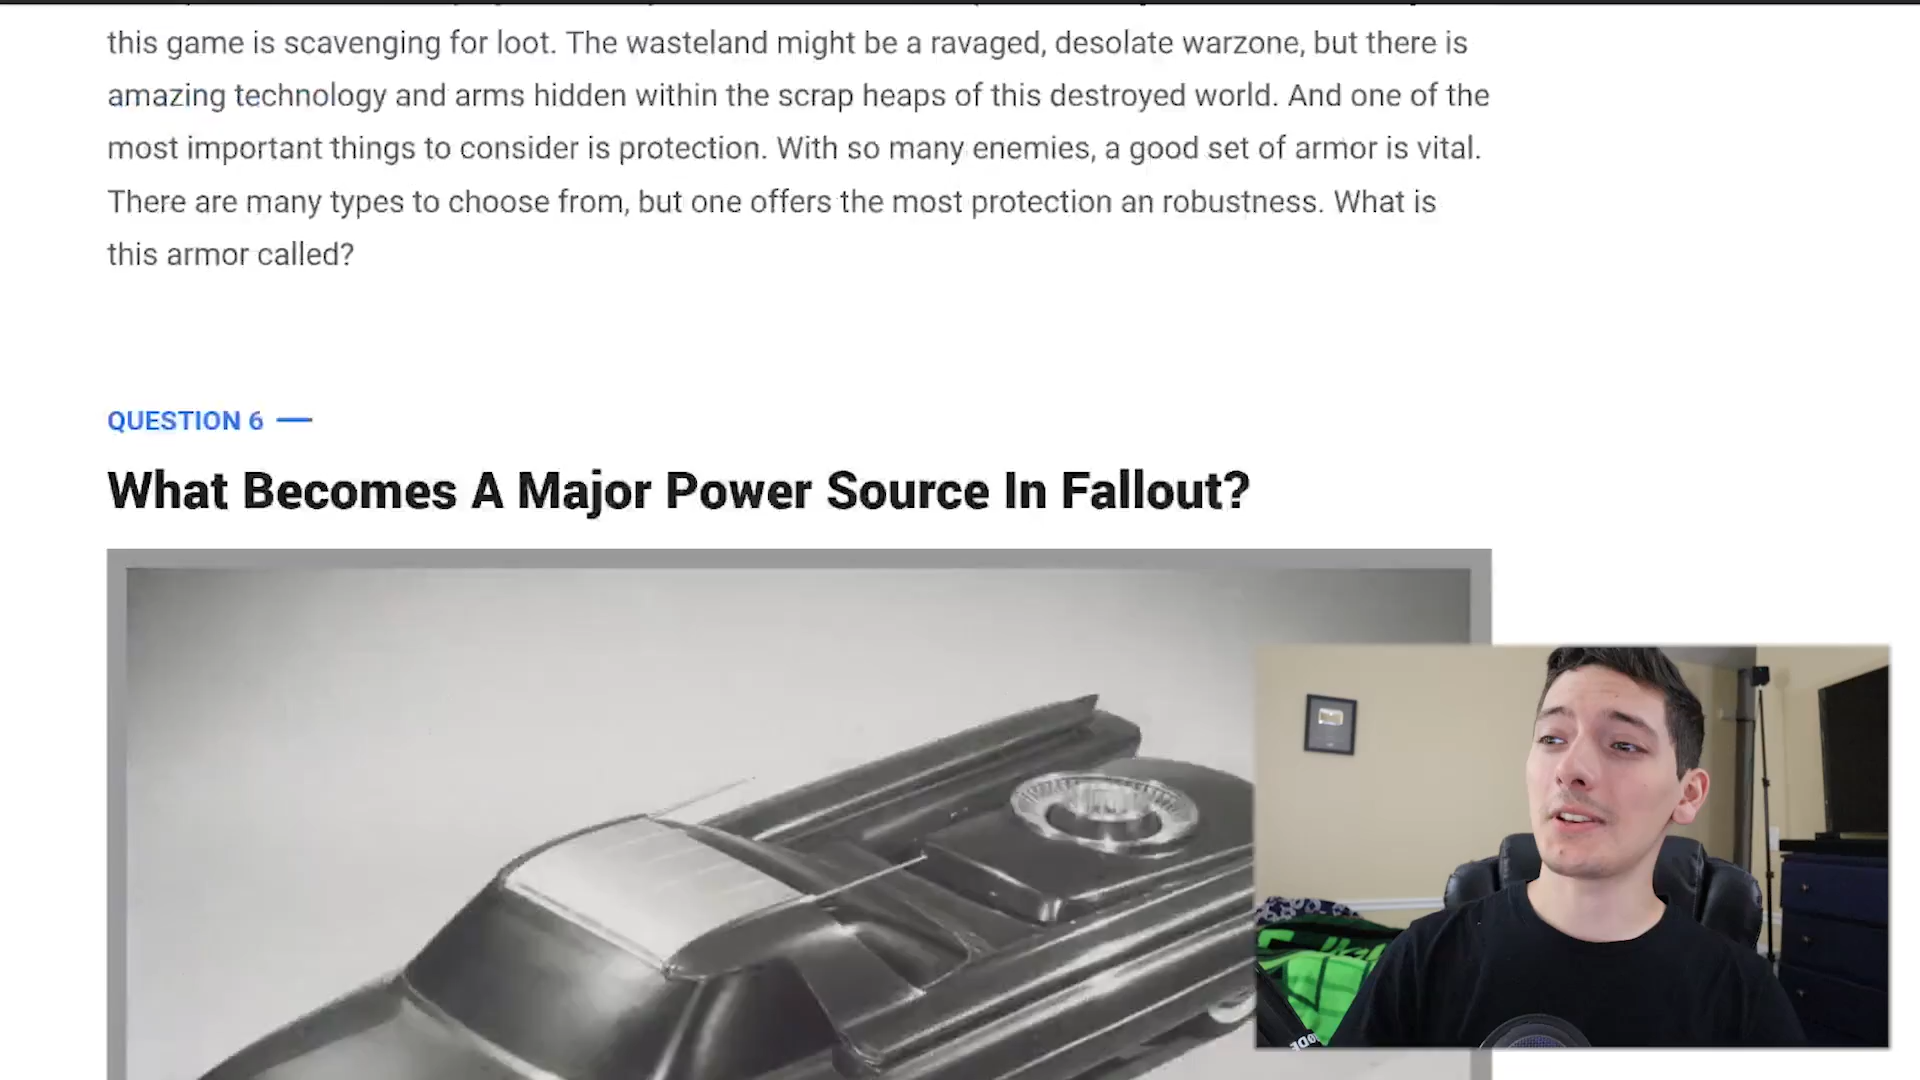 this game is scavenging for loot. The wasteland might be a ravaged, desolate warzone, but there is
amazing technology and arms hidden within the scrap heaps of this destroyed world. And one of the
most important things to consider is protection. With so many enemies, a good set of armor is vital.
There are many types to choose from, but one offers the most protection an robustness. What is
this armor called?
QUESTION 6
What Becomes A Major Power Source In Fallout?